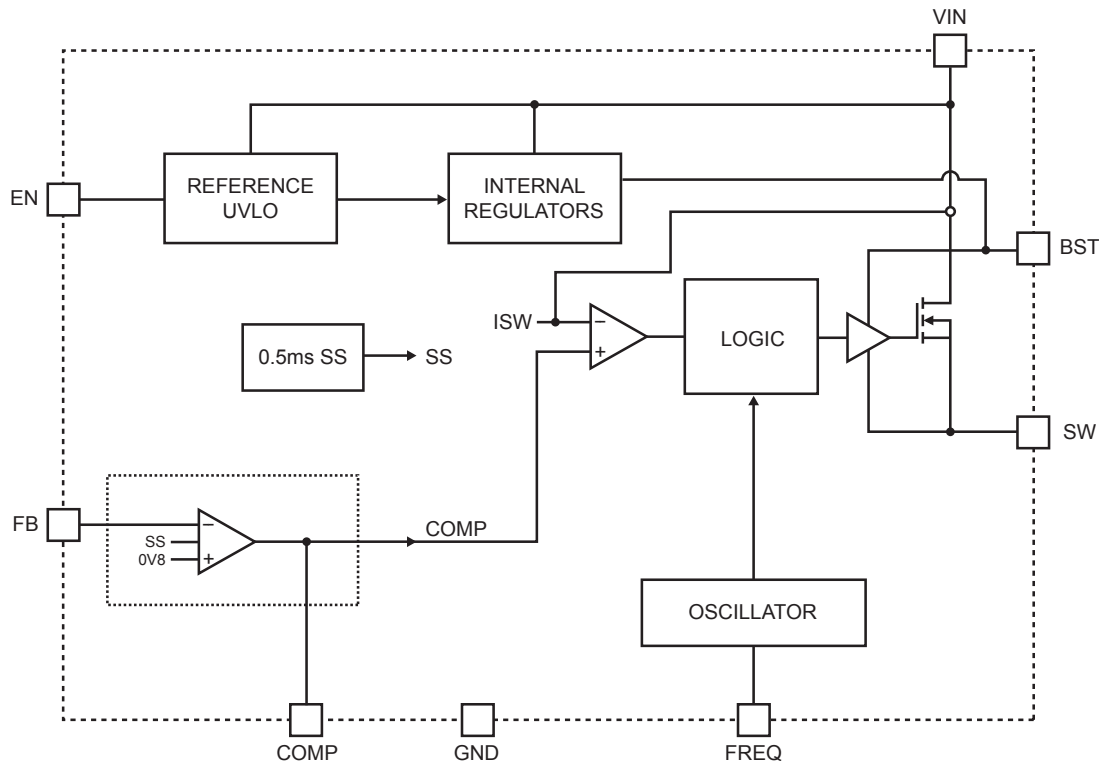 VIN
EN
REFERENCE
UVLO
INTERNAL
REGULATORS
BST
ISW
−
+
LOGIC
0.5ms SS
SS
SW
FB
−
SS
0V8
+
COMP
OSCILLATOR
COMP
GND
FREQ